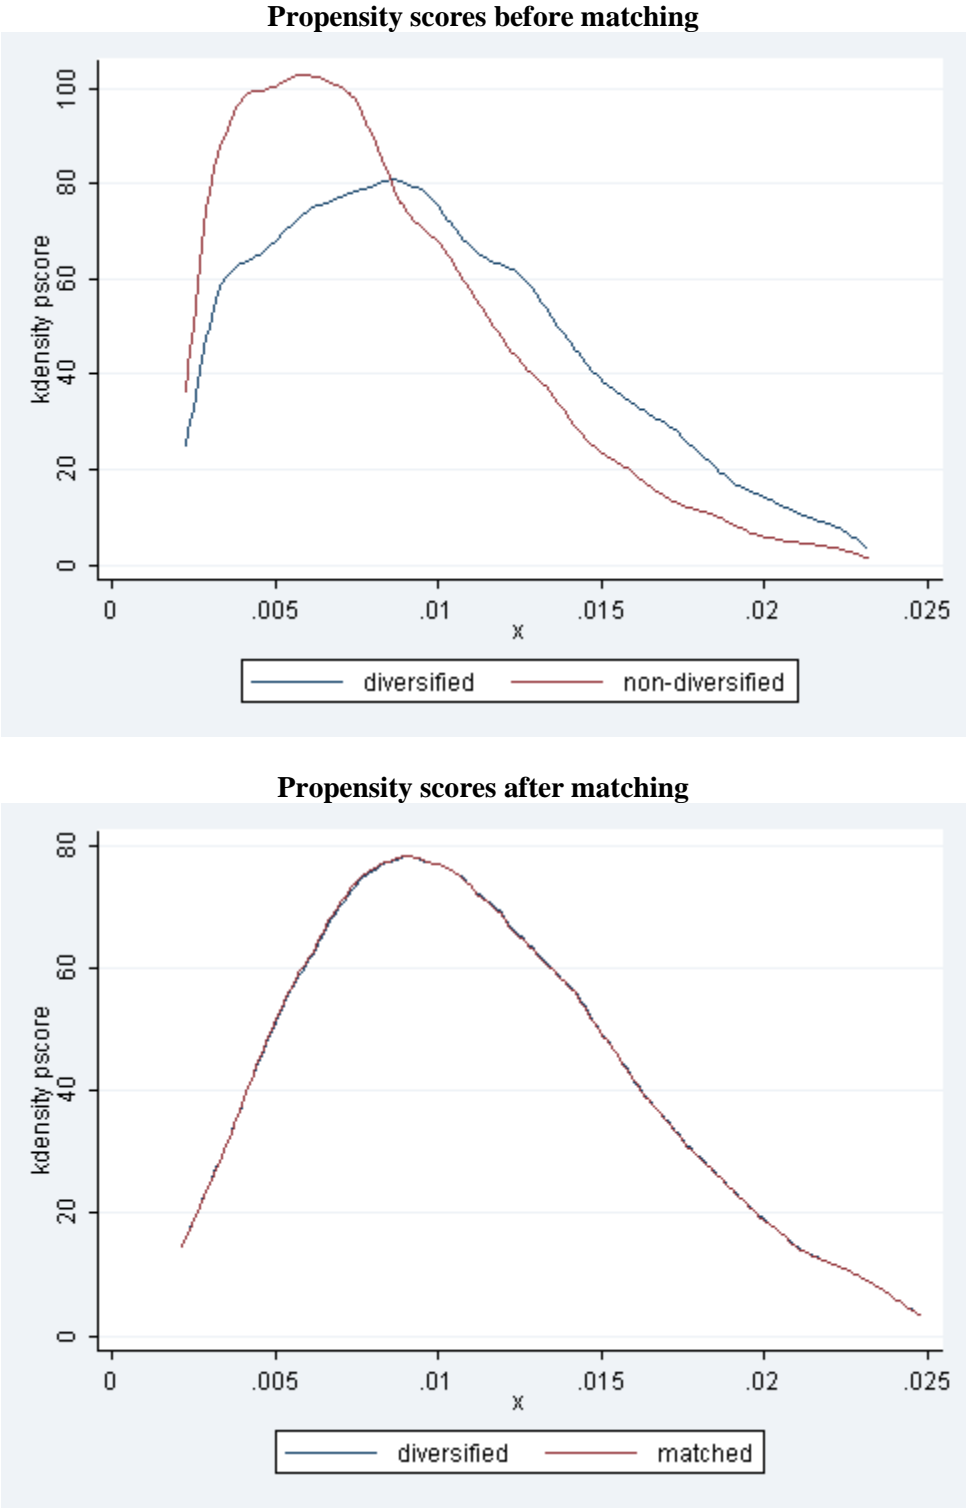 Propensity scores before matching
100
80
60
40
20
0
kdensity pscore
0 .005 .01 .015 .02 .025
x
diversified non-diversified
Propensity scores after matching
80
60
40
20
0
kdensity pscore
0 .005 .01 .015 .02 .025
x
diversified matched